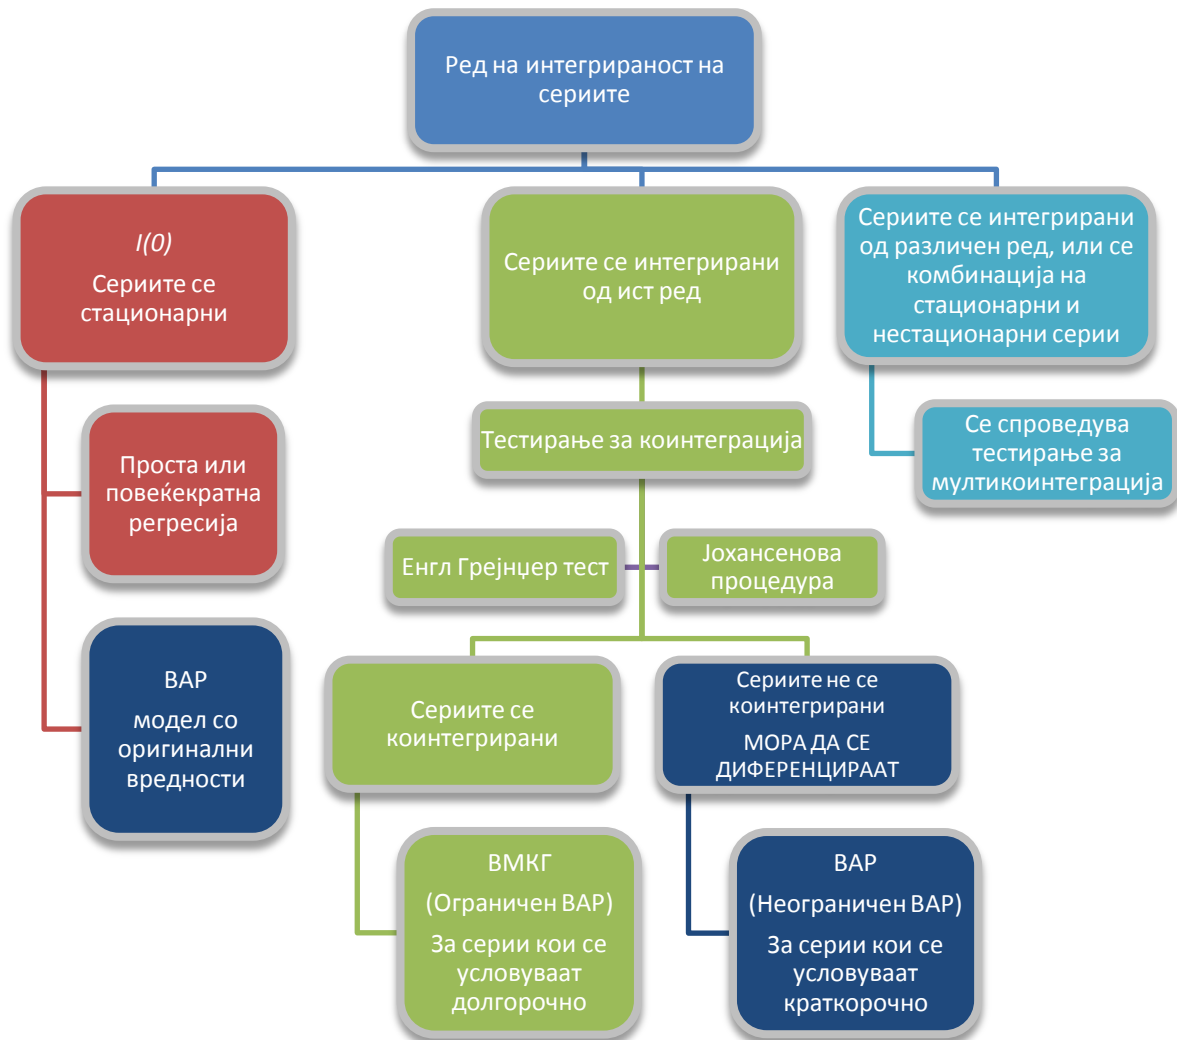 Ред на интегрираност на
сериите
I(0)
Сериите се
стационарни
Сериите се интегрирани
од ист ред
Сериите се интегрирани
од различен ред, или се
комбинација на
стационарни и
нестационарни серии
Проста или
повеќекратна
регресија
Тестирање за коинтеграција
Се спроведува
тестирање за
мултикоинтеграција
Енгл Грејнџер тест
Јохансенова
процедура
ВАР
модел со
оригинални
вредности
Сериите се
коинтегрирани
Сериите не се
коинтегрирани
МОРА ДА СЕ
ДИФЕРЕНЦИРААТ
ВМКГ
(Ограничен ВАР)
За серии кои се
условуваат
долгорочно
ВАР
(Неограничен ВАР)
За серии кои се
условуваат
краткорочно